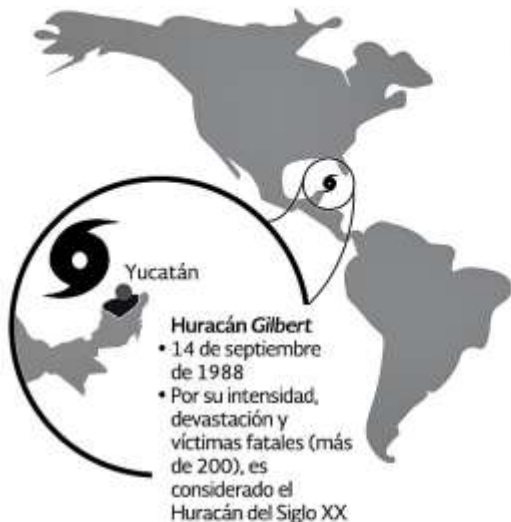 Yucatán
Huracán Gilbert
• 14 de septiembre
de 1988
• Por su intensidad,
devastación y
víctimas fatales (más
de 200), es
considerado el
Huracán del Siglo XX